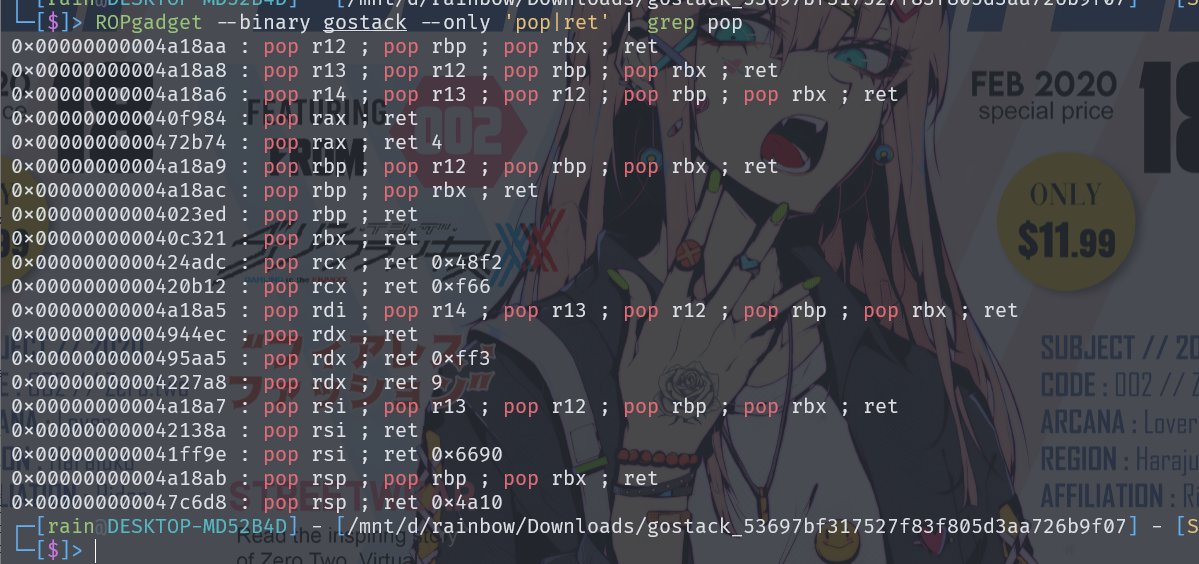 [rain@DESKTOP-MD52B4D] - [/mnt/d/rainbow/Downloads/gostack_53697bf317527f83f805d3aa726b9f07] - [S
└─[$]> ROPgadget --binary gostack --only 'pop|ret' | grep pop
0x00000000004a18aa : pop r12 ; pop rbp ; pop rbx ; ret
0x00000000004a18a8 : pop r13 ; pop r12 ; pop rbp ; pop rbx ; ret
0x00000000004a18a6 : pop r14 ; pop r13 ; pop r12 ; pop rbp ; pop rbx ; ret
0x000000000040f984 : pop rax ; ret
0x0000000000472b74 : pop rax ; ret 4
0x00000000004a18a9 : pop rbp ; pop r12 ; pop rbp ; pop rbx ; ret
0x00000000004a18ac : pop rbp ; pop rbx ; ret
0x00000000004023ed : pop rbp ; ret
0x000000000040c321 : pop rbx ; ret
0x0000000000424adc : pop rcx ; ret 0x48f2
0x0000000000420b12 : pop rcx ; ret 0xf66
0x00000000004a18a5 : pop rdi ; pop r14 ; pop r13 ; pop r12 ; pop rbp ; pop rbx ; ret
0x00000000004944ec : pop rdx ; ret
0x0000000000495aa5 : pop rdx ; ret 0xff3
0x00000000004227a8 : pop rdx ; ret 9
0x00000000004a18a7 : pop rsi ; pop r13 ; pop r12 ; pop rbp ; pop rbx ; ret
0x000000000042138a : pop rsi ; ret
0x000000000041ff9e : pop rsi ; ret 0x6690
0x00000000004a18ab : pop rsp ; pop rbp ; pop rbx ; ret
0x000000000047c6d8 : pop rsp ; ret 0x4a10
┌─[rain@DESKTOP-MD52B4D] - [/mnt/d/rainbow/Downloads/gostack_53697bf317527f83f805d3aa726b9f07] - [S
└─[$]>
FEB 2020
special price
18
FEATURING
002
FROM
ONLY
$11.99
SUBJECT // 20
CODE : 002 //
ARCANA : Lover
REGION : Haraju
AFFILIATION :
Read the inspiring story
of Zero Two, Virtual